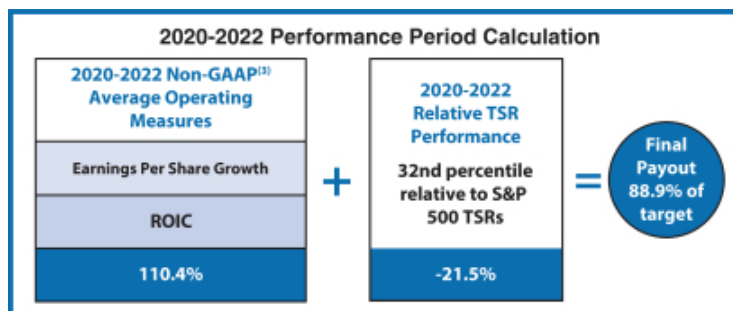 2020-2022 Performance Period Calculation
2020-2022 Non-GAAP(3)
Average Operating
Measures
Earnings Per Share Growth
ROIC
110.4%
+
2020-2022
Relative TSR
Performance
32nd percentile
relative to S&P
500 TSRs
-21.5%
=
Final
Payout
88.9% of
target